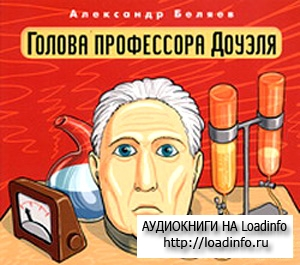 Александр Беляев
Голова профессора Доуэля
АУДИОКНИГИ НА Loadinfo
http://loadinfo.ru